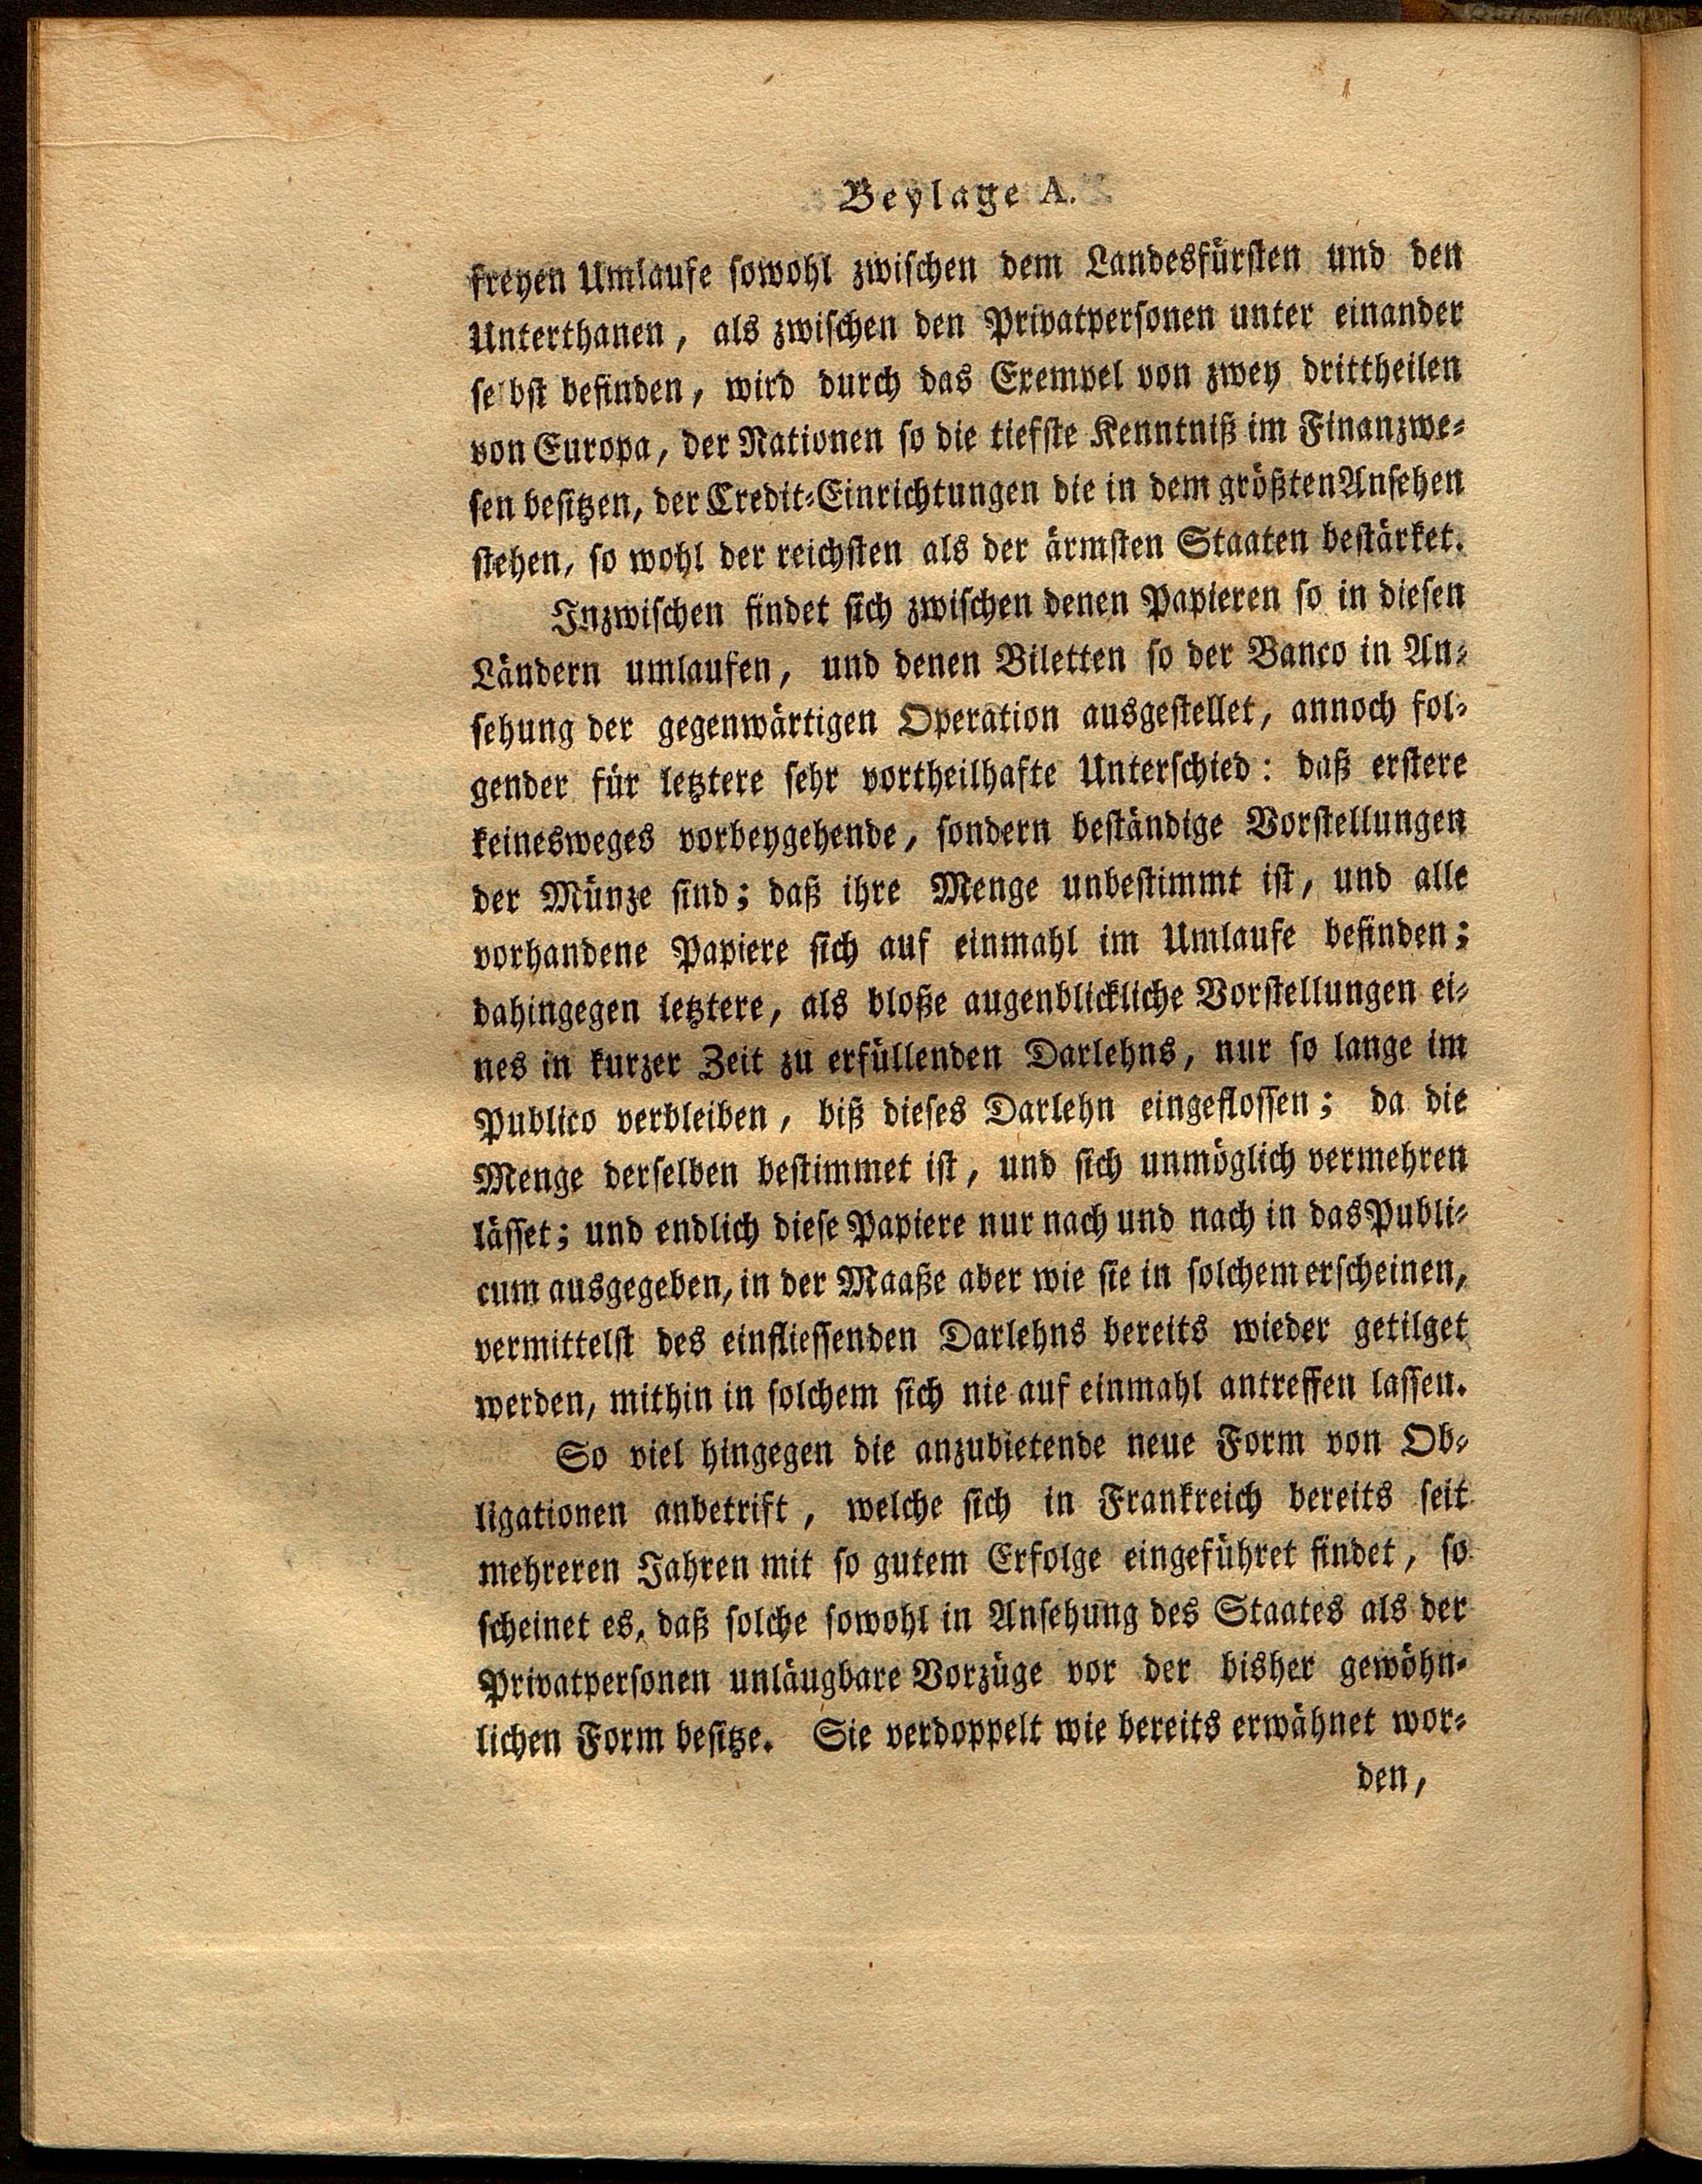 Beylage A.
freyen Umlaufe sowohl zwischen dem Landesfürsten und den
Unterthanen, als zwischen den Privatpersonen unter einander
selbst befinden, wird durch das Exempel von zwey drittheilen
von Europa, der Nationen so die tiefste Kenntniß im Finanzwe-
sen besitzen, der Credit-Einrichtungen die in dem größten Ansehen
stehen, so wohl der reichsten als der ärmsten Staaten bestärket.
Inzwischen findet sich zwischen denen Papieren so in diesen
Ländern umlaufen, und denen Biletten so der Banco in An-
sehung der gegenwärtigen Operation ausgestellet, annoch fol-
gender für letztere sehr vortheilhafte Unterschied: daß erstere
keinesweges vorbeygehende, sondern beständige Vorstellungen
der Münze sind; daß ihre Menge unbestimmt ist, und alle
vorhandene Papiere sich auf einmahl im Umlaufe befinden;
dahingegen letztere, als bloße augenblickliche Vorstellungen ei-
nes in kurzer Zeit zu erfüllenden Darlehns, nur so lange im
Publico verbleiben, biß dieses Darlehn eingeflossen; da die
Menge derselben bestimmet ist, und sich unmöglich vermehren
lässet; und endlich diese Papiere nur nach und nach in das Publi-
cum ausgegeben, in der Maaße aber wie sie in solchem erscheinen,
vermittelst des einfliessenden Darlehns bereits wieder getilget
werden, mithin in solchem sich nie auf einmahl antreffen lassen.
So viel hingegen die anzubietende neue Form von Ob-
ligationen anbetrift, welche sich in Frankreich bereits seit
mehreren Jahren mit so gutem Erfolge eingeführet findet, so
scheinet es, daß solche sowohl in Ansehung des Staates als der
Privatpersonen unläugbare Vorzüge vor der bisher gewöhn-
lichen Form besitze. Sie verdoppelt wie bereits erwähnet wor-
den,